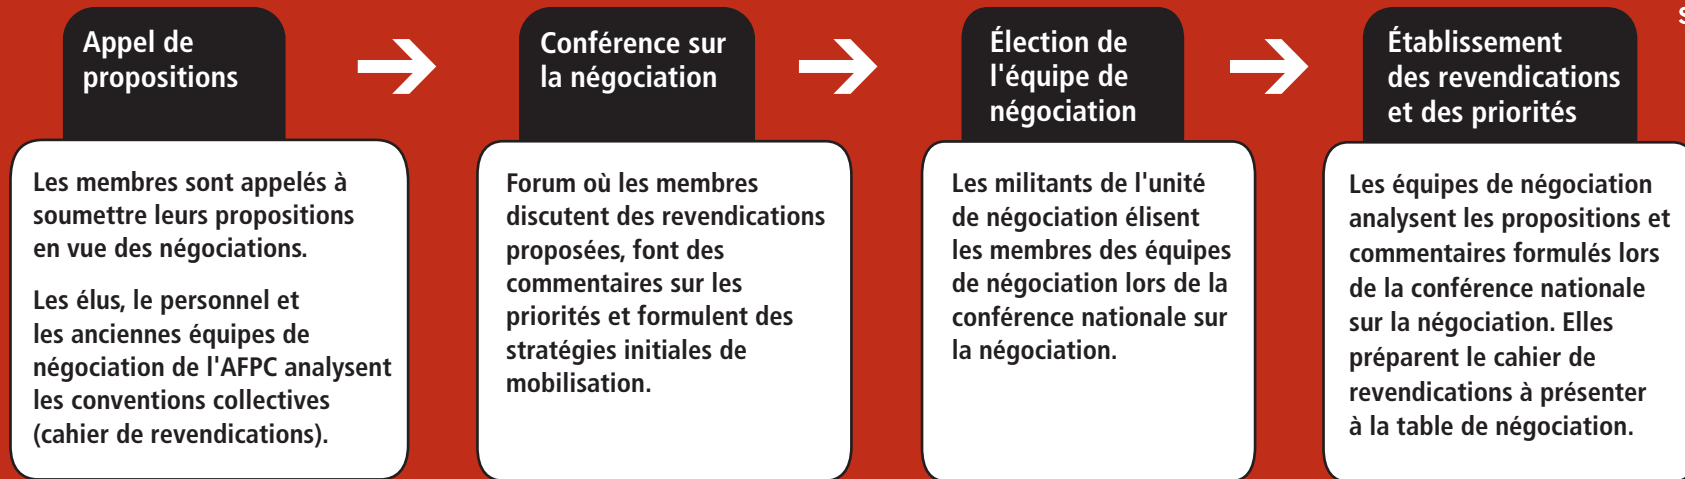 Appel de
propositions
Les membres sont appelés à
soumettre leurs propositions
en vue des négociations.
Les élus, le personnel et
les anciennes équipes de
négociation de l'AFPC analysent
les conventions collectives
(cahier de revendications).
Conférence sur
la négociation
Forum où les membres
discutent des revendications
proposées, font des
commentaires sur les
priorités et formulent des
stratégies initiales de
mobilisation.
Élection de
l'équipe de
négociation
Les militants de l'unité
de négociation élisent
les membres des équipes
de négociation lors de la
conférence nationale sur
la négociation.
Établissement
des revendications
et des priorités
Les équipes de négociation
analysent les propositions et
commentaires formulés lors
de la conférence nationale
sur la négociation. Elles
préparent le cahier de
revendications à présenter
à la table de négociation.